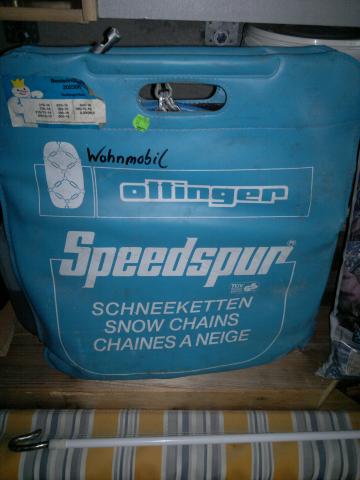 Wohnmobil
ottinger
Speedspur®
SCHNEEKETTEN
SNOW CHAINS
CHAINES A NEIGE